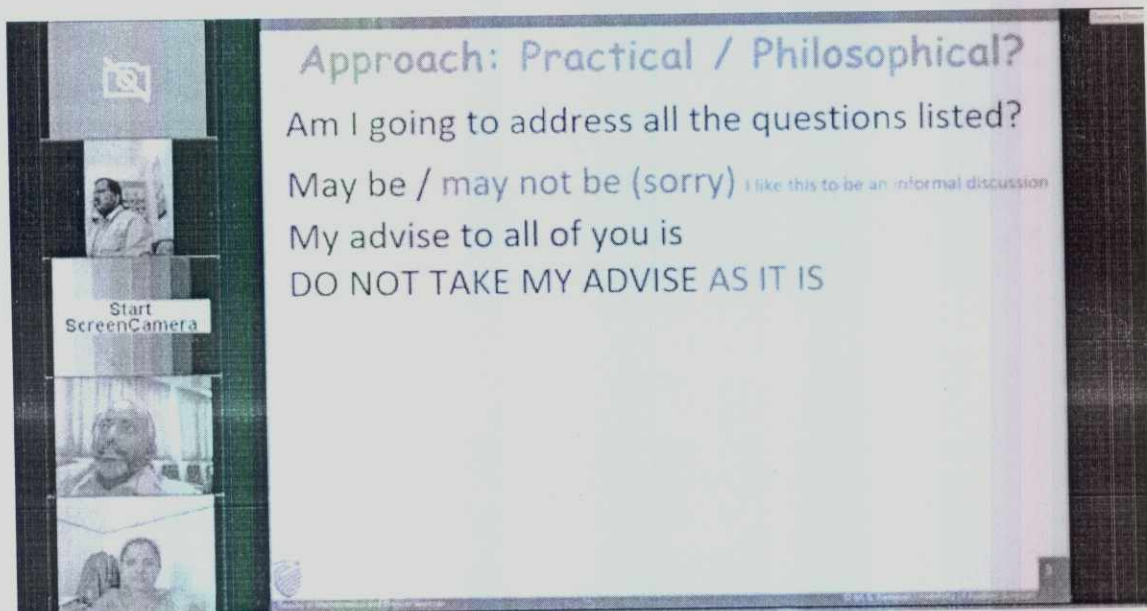 Approach: Practical / Philosophical?
Am I going to address all the questions listed?
May be / may not be (sorry) I like this to be an informal discussion
My advise to all of you is
DO NOT TAKE MY ADVISE AS IT IS
Start
ScreenCamera